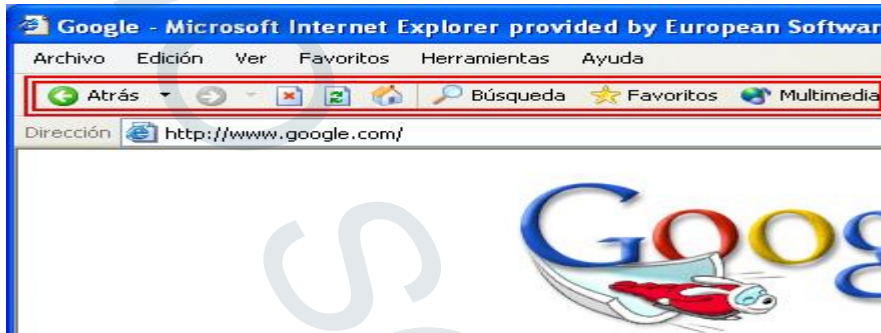 Google - Microsoft Internet Explorer provided by European Softwar
Archivo Edición Ver Favoritos Herramientas Ayuda
Atrás Búsqueda Favoritos Multimedia
Dirección http://www.google.com/
Goog